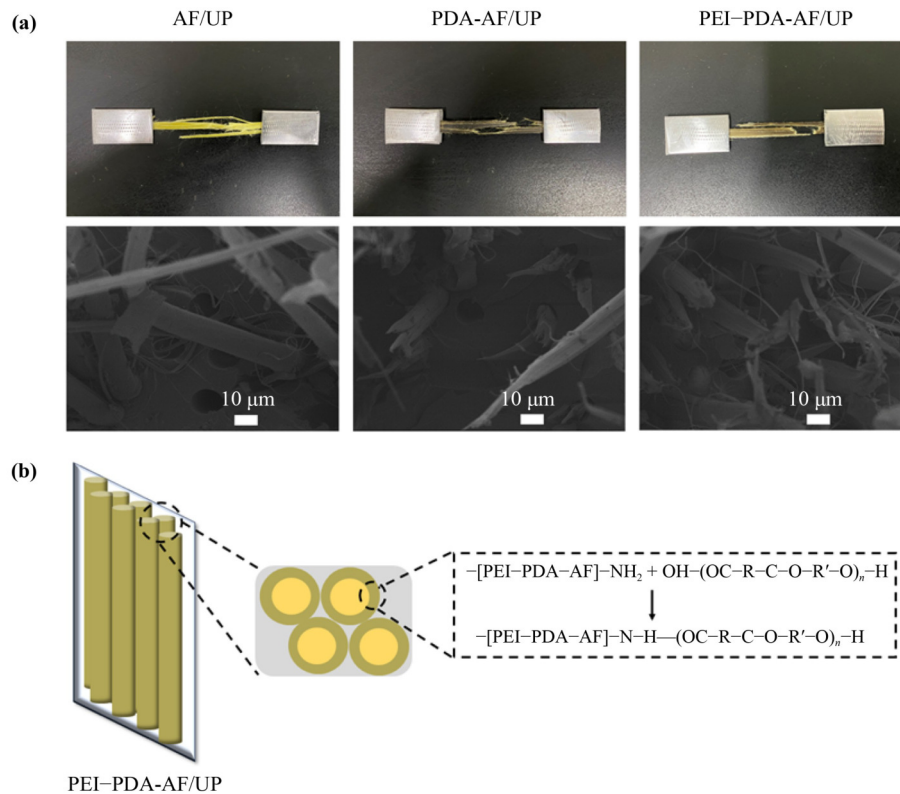 (a)
AF/UP
PDA-AF/UP
PEI−PDA-AF/UP
10 μm
10 μm
10 μm
(b)
−[PEI−PDA−AF]−NH₂ + OH−(OC−R−C−O−R′−O)ₙ−H
−[PEI−PDA−AF]−N−H—(OC−R−C−O−R′−O)ₙ−H
PEI−PDA-AF/UP